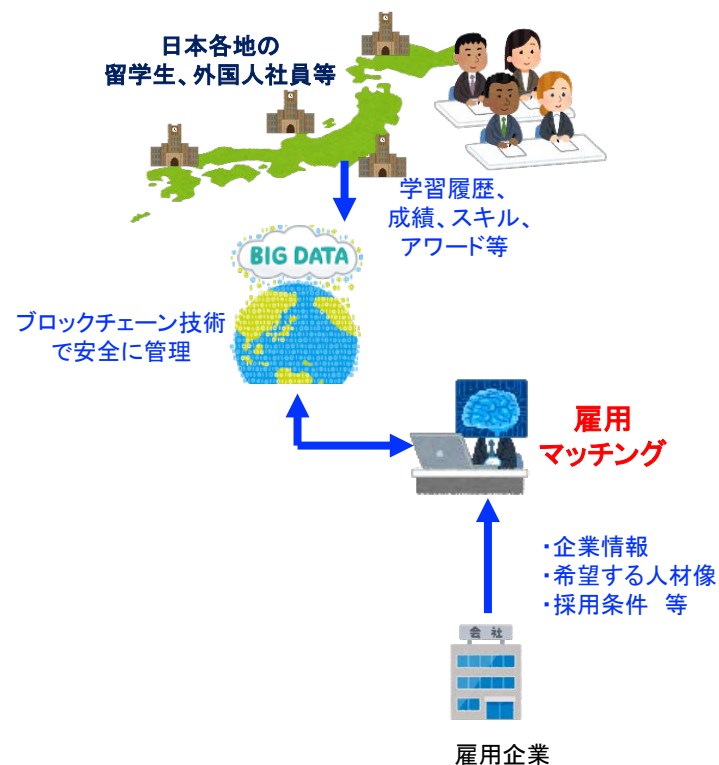 日本各地の
留学生、外国人社員等
学習履歴、
成績、スキル、
アワード等
BIG DATA
ブロックチェーン技術
で安全に管理
雇用
マッチング
・企業情報
・希望する人材像
・採用条件　等
会社
雇用企業